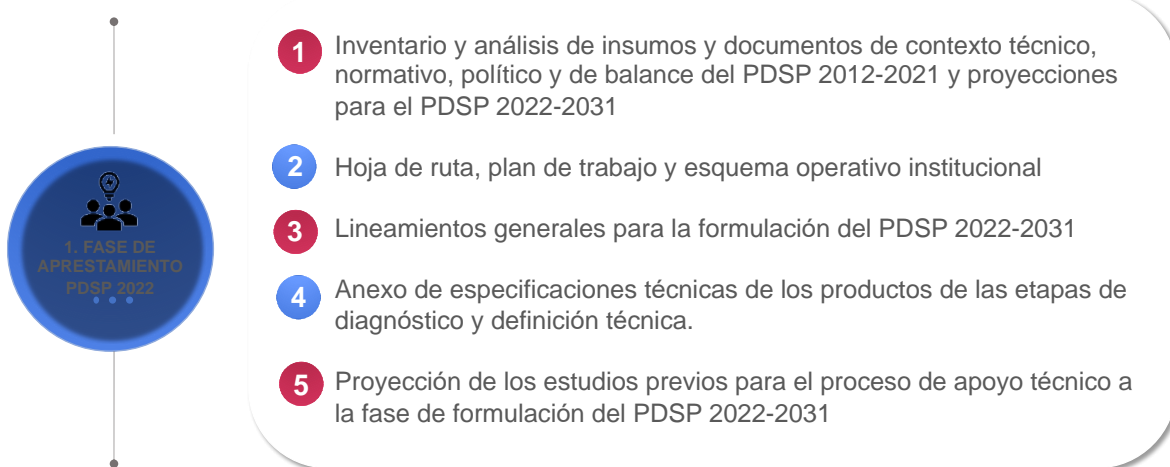 1 Inventario y análisis de insumos y documentos de contexto técnico,
normativo, político y de balance del PDSP 2012-2021 y proyecciones
para el PDSP 2022-2031
2 Hoja de ruta, plan de trabajo y esquema operativo institucional
3 Lineamientos generales para la formulación del PDSP 2022-2031
4 Anexo de especificaciones técnicas de los productos de las etapas de
diagnóstico y definición técnica.
5 Proyección de los estudios previos para el proceso de apoyo técnico a
la fase de formulación del PDSP 2022-2031
1. FASE DE
APRESTAMIENTO
PDSP 2022